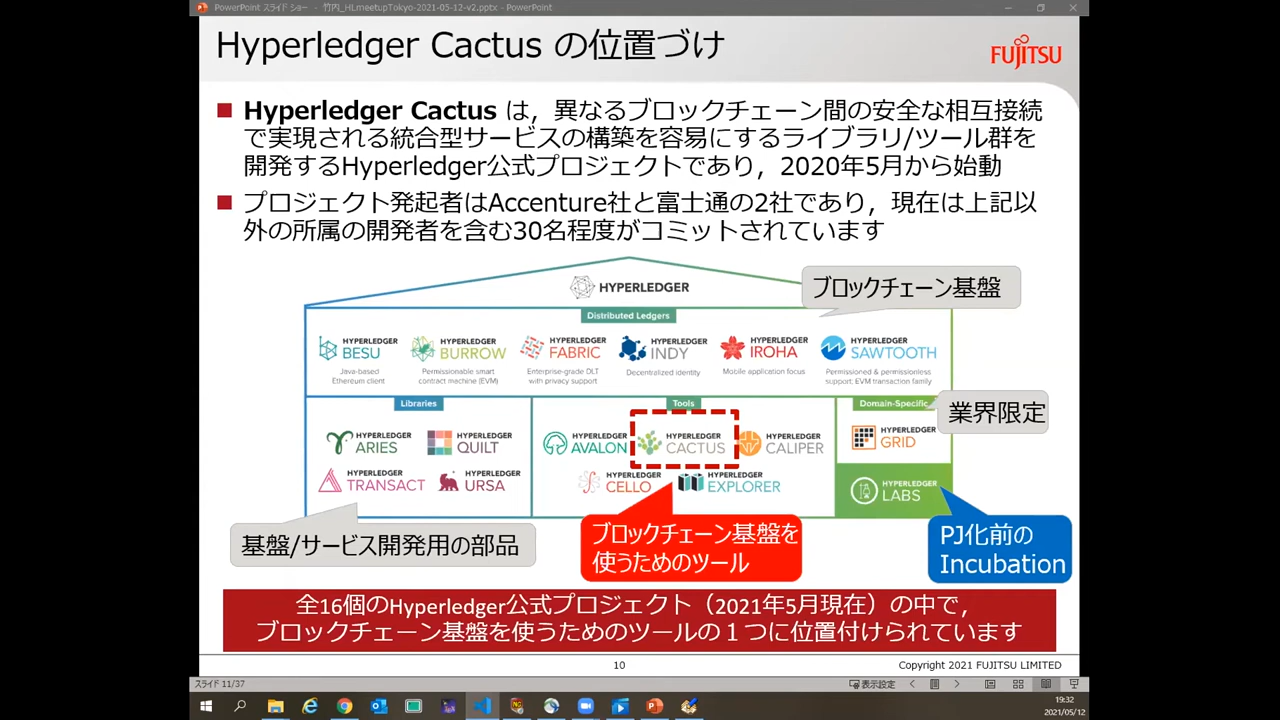 PowerPoint スライド ショー - 竹内_HLmeetupTokyo-2021-05-12-v2.pptx - PowerPoint
Hyperledger Cactus の位置づけ
FUJITSU
Hyperledger Cactus は，異なるブロックチェーン間の安全な相互接続
で実現される統合型サービスの構築を容易にするライブラリ/ツール群を
開発するHyperledger公式プロジェクトであり，2020年5月から始動
プロジェクト発起者はAccenture社と富士通の2社であり，現在は上記以
外の所属の開発者を含む30名程度がコミットされています
HYPERLEDGER
ブロックチェーン基盤
Distributed Ledgers
HYPERLEDGER BESU
Java-based
Ethereum client
HYPERLEDGER BURROW
Permissionable smart
contract machine (EVM)
HYPERLEDGER FABRIC
Enterprise-grade DLT
with privacy support
HYPERLEDGER INDY
Decentralized identity
HYPERLEDGER IROHA
Mobile application focus
HYPERLEDGER SAWTOOTH
Permissioned & permissionless
support; EVM transaction family
Libraries
Tools
Domain-Specific
業界限定
HYPERLEDGER ARIES
HYPERLEDGER QUILT
HYPERLEDGER AVALON
HYPERLEDGER CACTUS
HYPERLEDGER CALIPER
HYPERLEDGER GRID
HYPERLEDGER TRANSACT
HYPERLEDGER URSA
HYPERLEDGER CELLO
HYPERLEDGER EXPLORER
HYPERLEDGER LABS
基盤/サービス開発用の部品
ブロックチェーン基盤を
使うためのツール
PJ化前の
Incubation
全16個のHyperledger公式プロジェクト（2021年5月現在）の中で，
ブロックチェーン基盤を使うためのツールの１つに位置付けられています
10
Copyright 2021 FUJITSU LIMITED
スライド 11/37
表示設定
19:32
2021/05/12